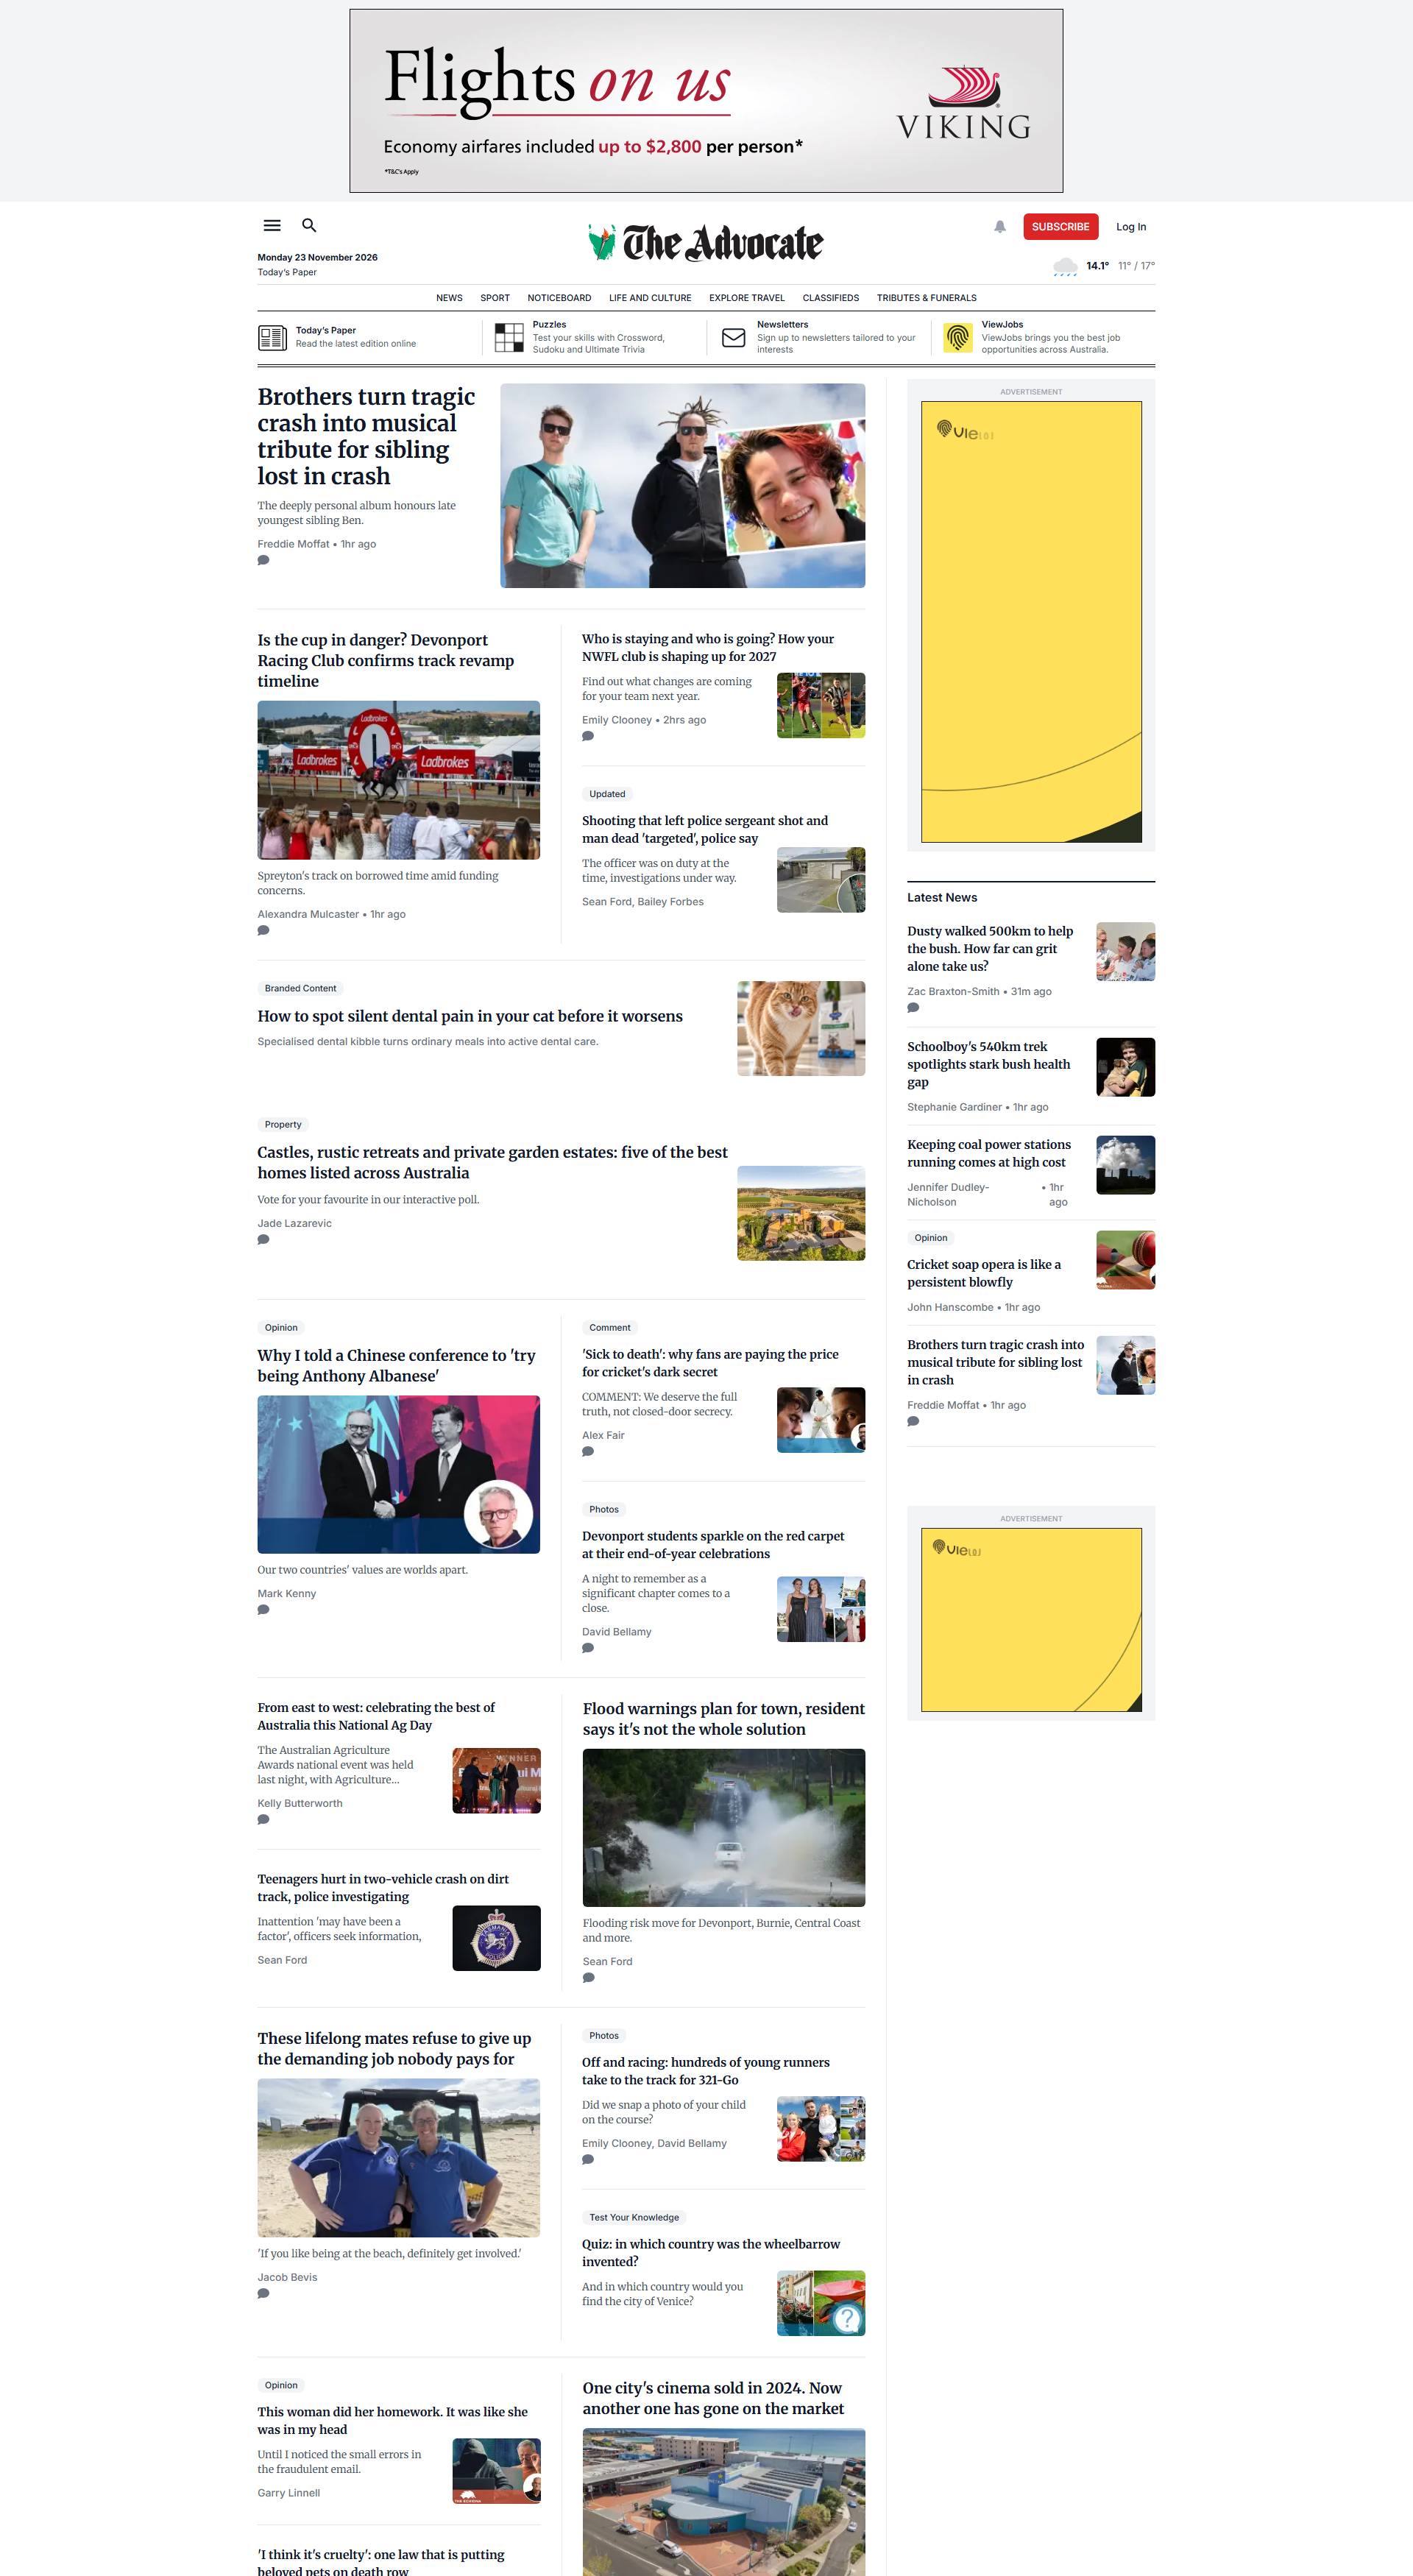 Flights on us
Economy airfares included up to $2,800 per person*
*T&C's Apply
VIKING
SUBSCRIBE
Log In
The Advocate
Monday 23 November 2026
Today's Paper
14.1° 11° / 17°
NEWS SPORT NOTICEBOARD LIFE AND CULTURE EXPLORE TRAVEL CLASSIFIEDS TRIBUTES & FUNERALS
Today's Paper
Read the latest edition online
Puzzles
Test your skills with Crossword,
Sudoku and Ultimate Trivia
Newsletters
Sign up to newsletters tailored to your
interests
ViewJobs
ViewJobs brings you the best job
opportunities across Australia.
Brothers turn tragic
crash into musical
tribute for sibling
lost in crash
The deeply personal album honours late
youngest sibling Ben.
Freddie Moffat • 1hr ago
Is the cup in danger? Devonport
Racing Club confirms track revamp
timeline
Ladbrokes
Ladbrokes
Ladbrokes
Spreyton's track on borrowed time amid funding
concerns.
Alexandra Mulcaster • 1hr ago
Who is staying and who is going? How your
NWFL club is shaping up for 2027
Find out what changes are coming
for your team next year.
Emily Clooney • 2hrs ago
Updated
Shooting that left police sergeant shot and
man dead 'targeted', police say
The officer was on duty at the
time, investigations under way.
Sean Ford, Bailey Forbes
Branded Content
How to spot silent dental pain in your cat before it worsens
Specialised dental kibble turns ordinary meals into active dental care.
Property
Castles, rustic retreats and private garden estates: five of the best
homes listed across Australia
Vote for your favourite in our interactive poll.
Jade Lazarevic
Opinion
Why I told a Chinese conference to 'try
being Anthony Albanese'
Our two countries' values are worlds apart.
Mark Kenny
Comment
'Sick to death': why fans are paying the price
for cricket's dark secret
COMMENT: We deserve the full
truth, not closed-door secrecy.
Alex Fair
Photos
Devonport students sparkle on the red carpet
at their end-of-year celebrations
A night to remember as a
significant chapter comes to a
close.
David Bellamy
From east to west: celebrating the best of
Australia this National Ag Day
The Australian Agriculture
Awards national event was held
last night, with Agriculture...
Kelly Butterworth
Teenagers hurt in two-vehicle crash on dirt
track, police investigating
Inattention 'may have been a
factor', officers seek information,
Sean Ford
Flood warnings plan for town, resident
says it's not the whole solution
Flooding risk move for Devonport, Burnie, Central Coast
and more.
Sean Ford
These lifelong mates refuse to give up
the demanding job nobody pays for
'If you like being at the beach, definitely get involved.'
Jacob Bevis
Photos
Off and racing: hundreds of young runners
take to the track for 321-Go
Did we snap a photo of your child
on the course?
Emily Clooney, David Bellamy
Test Your Knowledge
Quiz: in which country was the wheelbarrow
invented?
And in which country would you
find the city of Venice?
Opinion
This woman did her homework. It was like she
was in my head
Until I noticed the small errors in
the fraudulent email.
Garry Linnell
'I think it's cruelty': one law that is putting
beloved pets on death row
One city's cinema sold in 2024. Now
another one has gone on the market
ADVERTISEMENT
Latest News
Dusty walked 500km to help
the bush. How far can grit
alone take us?
Zac Braxton-Smith • 31m ago
Schoolboy's 540km trek
spotlights stark bush health
gap
Stephanie Gardiner • 1hr ago
Keeping coal power stations
running comes at high cost
Jennifer Dudley-
Nicholson • 1hr
ago
Opinion
Cricket soap opera is like a
persistent blowfly
John Hanscombe • 1hr ago
Brothers turn tragic crash into
musical tribute for sibling lost
in crash
Freddie Moffat • 1hr ago
ADVERTISEMENT